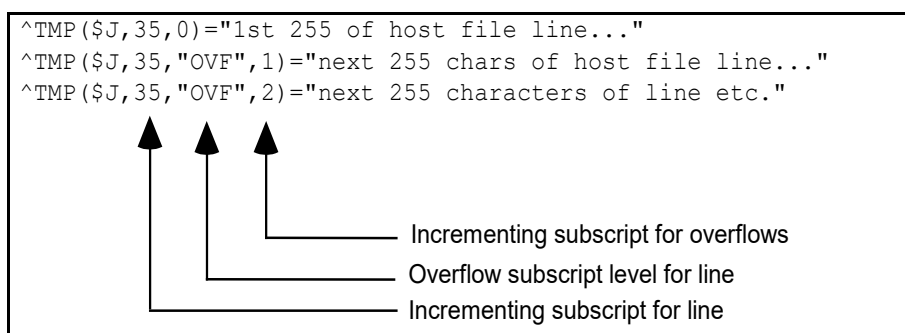 ^TMP($J,35,0)="1st 255 of host file line..."
^TMP($J,35,"OVF",1)="next 255 chars of host file line..."
^TMP($J,35,"OVF",2)="next 255 characters of line etc."
Incrementing subscript for overflows
Overflow subscript level for line
Incrementing subscript for line